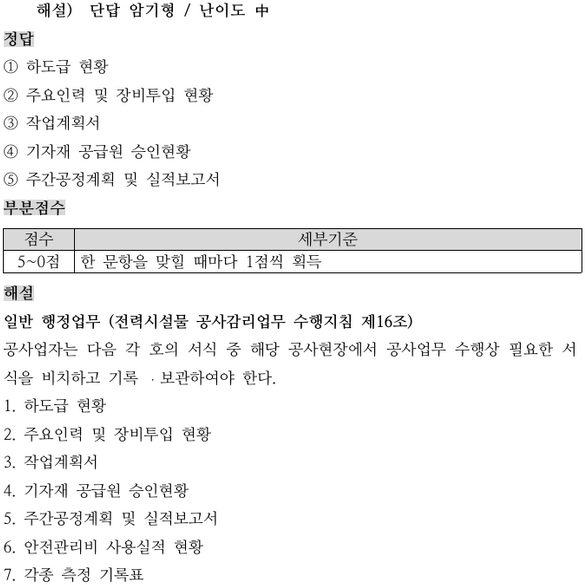 해설) 단답 암기형 / 난이도 中
정답
① 하도급 현황
② 주요인력 및 장비투입 현황
③ 작업계획서
④ 기자재 공급원 승인현황
⑤ 주간공정계획 및 실적보고서
부분점수
점수 세부기준
5~0점 한 문항을 맞힐 때마다 1점씩 획득
해설
일반 행정업무 (전력시설물 공사감리업무 수행지침 제16조)
공사업자는 다음 각 호의 서식 중 해당 공사현장에서 공사업무 수행상 필요한 서
식을 비치하고 기록 · 보관하여야 한다.
1. 하도급 현황
2. 주요인력 및 장비투입 현황
3. 작업계획서
4. 기자재 공급원 승인현황
5. 주간공정계획 및 실적보고서
6. 안전관리비 사용실적 현황
7. 각종 측정 기록표